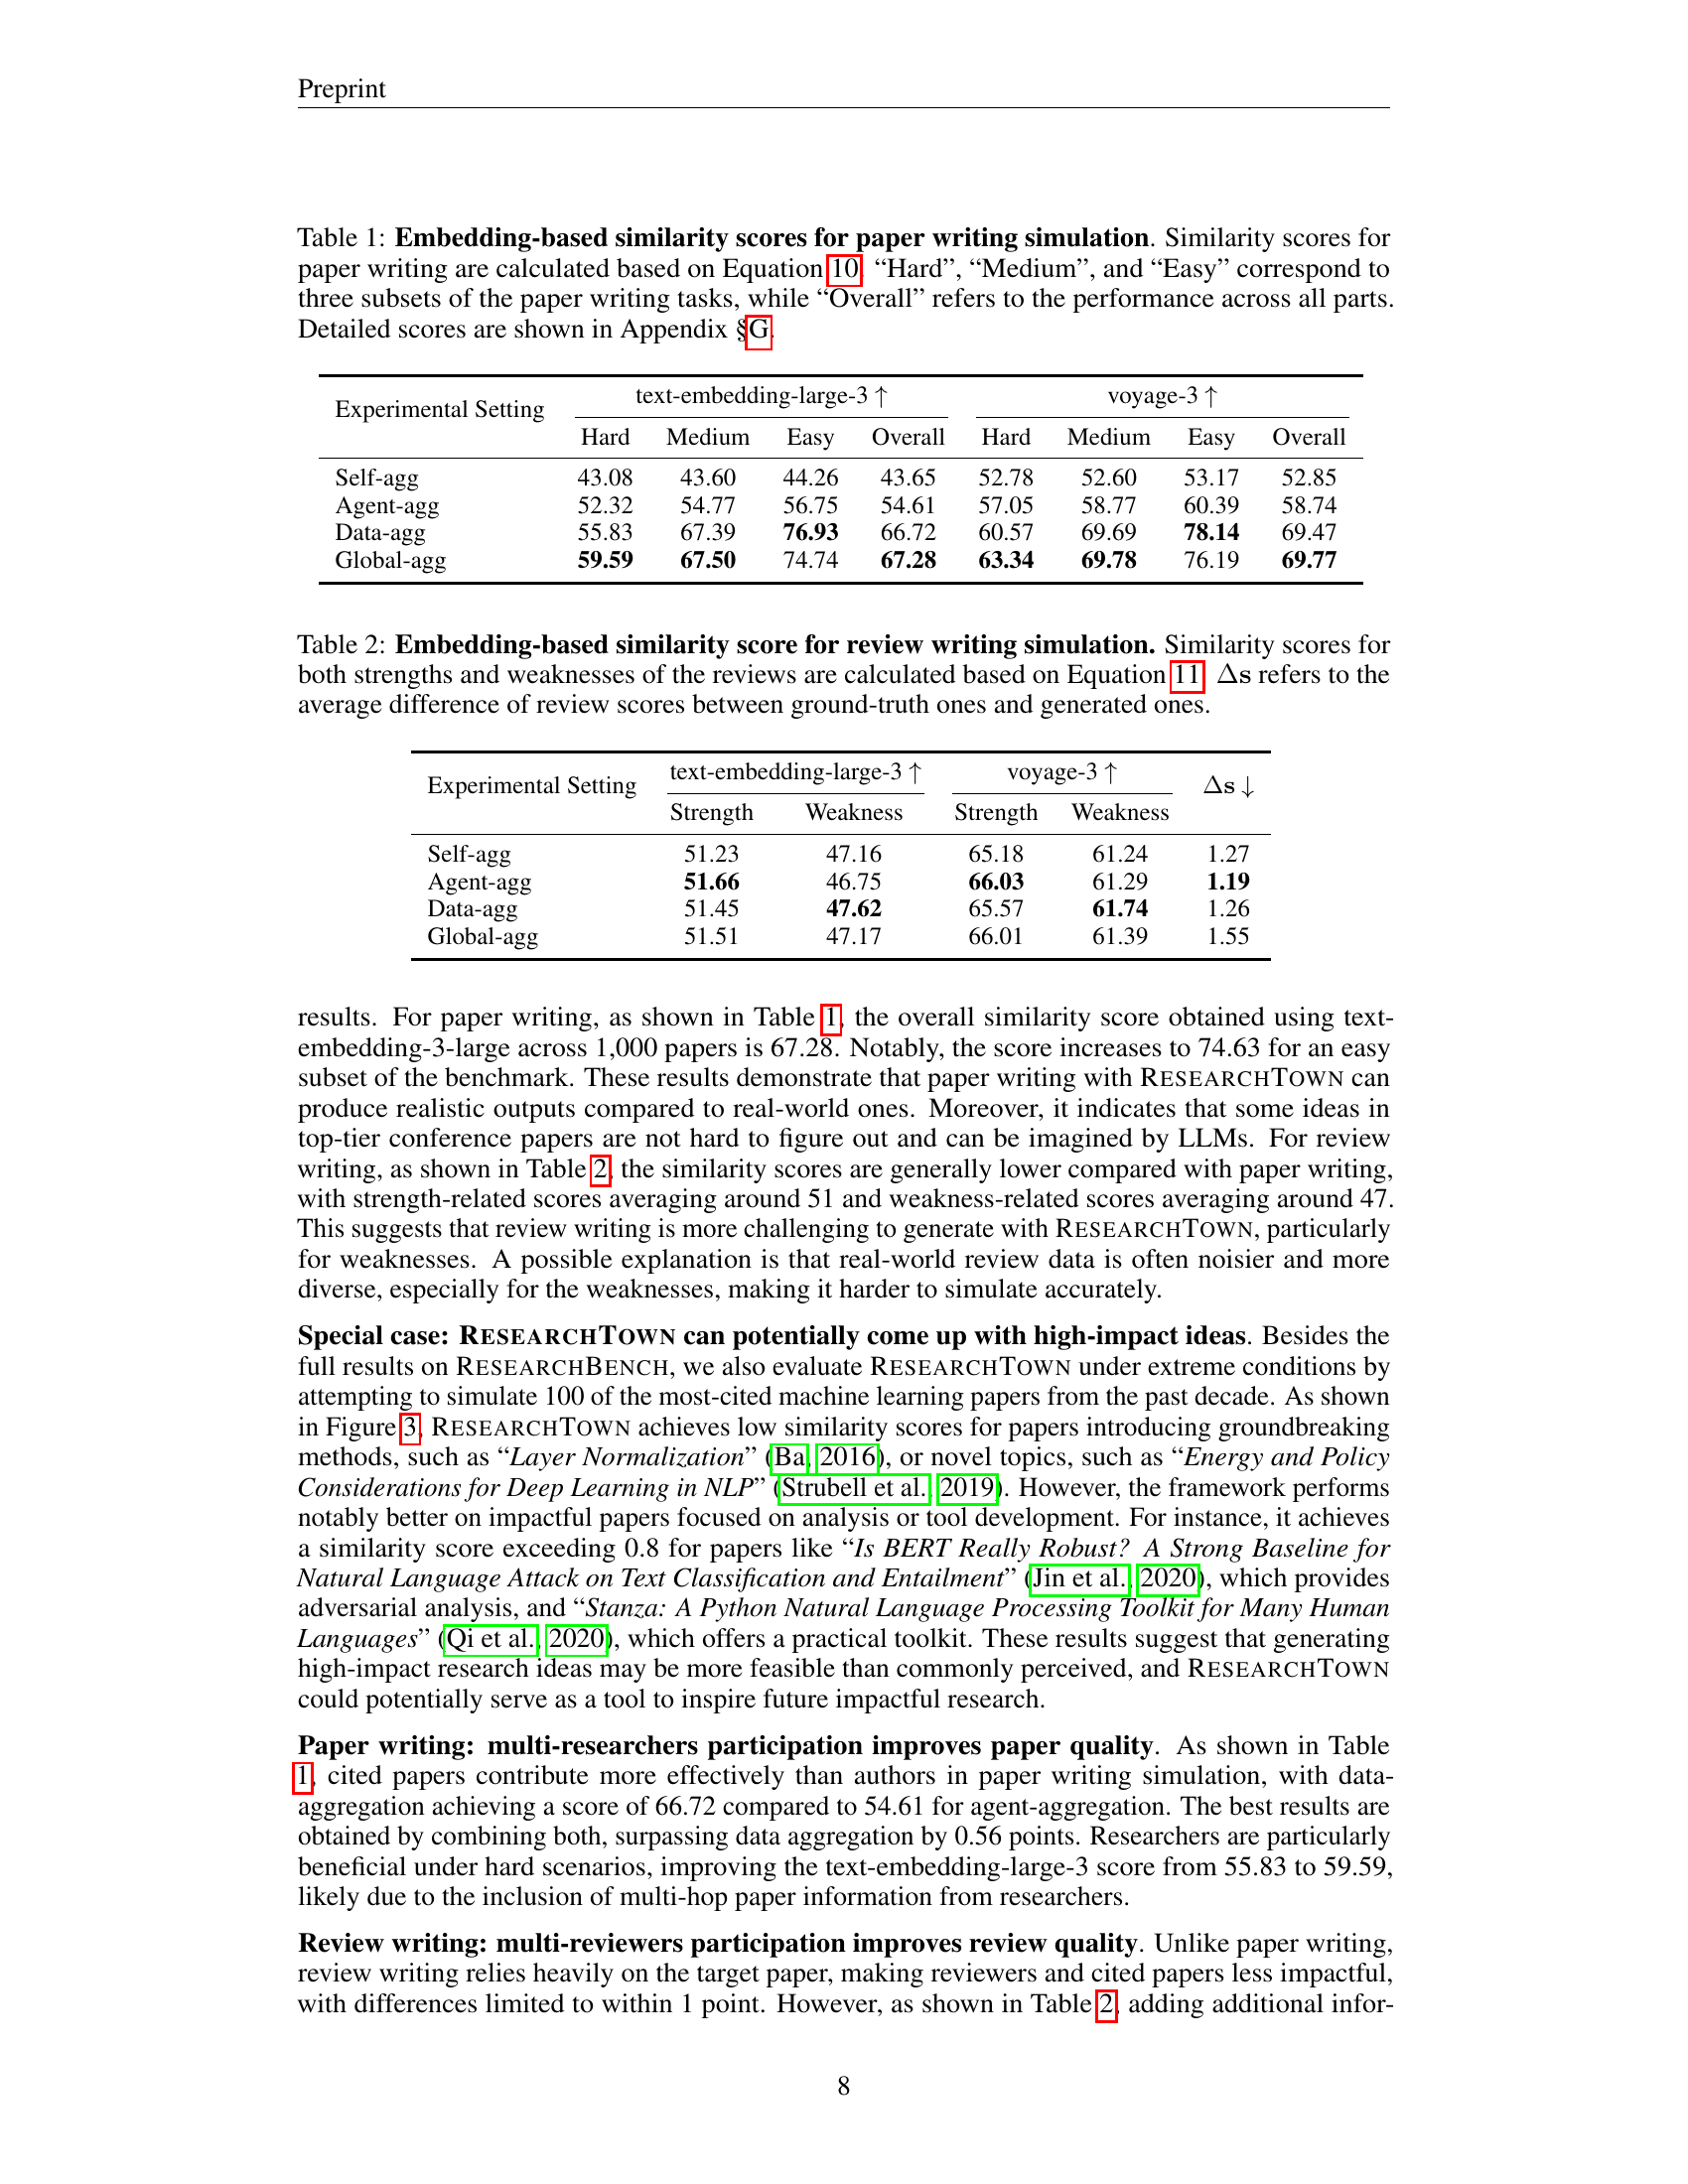 Preprint
Table 1: Embedding-based similarity scores for paper writing simulation. Similarity scores for
paper writing are calculated based on Equation 10. “Hard”, “Medium”, and “Easy” correspond to
three subsets of the paper writing tasks, while “Overall” refers to the performance across all parts.
Detailed scores are shown in Appendix §G.
Experimental Setting text-embedding-large-3 ↑ voyage-3 ↑
Hard Medium Easy Overall Hard Medium Easy Overall
Self-agg 43.08 43.60 44.26 43.65 52.78 52.60 53.17 52.85
Agent-agg 52.32 54.77 56.75 54.61 57.05 58.77 60.39 58.74
Data-agg 55.83 67.39 76.93 66.72 60.57 69.69 78.14 69.47
Global-agg 59.59 67.50 74.74 67.28 63.34 69.78 76.19 69.77
Table 2: Embedding-based similarity score for review writing simulation. Similarity scores for
both strengths and weaknesses of the reviews are calculated based on Equation 11. Δs refers to the
average difference of review scores between ground-truth ones and generated ones.
Experimental Setting text-embedding-large-3 ↑ voyage-3 ↑ Δs ↓
Strength Weakness Strength Weakness
Self-agg 51.23 47.16 65.18 61.24 1.27
Agent-agg 51.66 46.75 66.03 61.29 1.19
Data-agg 51.45 47.62 65.57 61.74 1.26
Global-agg 51.51 47.17 66.01 61.39 1.55
results. For paper writing, as shown in Table 1, the overall similarity score obtained using text-
embedding-3-large across 1,000 papers is 67.28. Notably, the score increases to 74.63 for an easy
subset of the benchmark. These results demonstrate that paper writing with RESEARCHTOWN can
produce realistic outputs compared to real-world ones. Moreover, it indicates that some ideas in
top-tier conference papers are not hard to figure out and can be imagined by LLMs. For review
writing, as shown in Table 2, the similarity scores are generally lower compared with paper writing,
with strength-related scores averaging around 51 and weakness-related scores averaging around 47.
This suggests that review writing is more challenging to generate with RESEARCHTOWN, particularly
for weaknesses. A possible explanation is that real-world review data is often noisier and more
diverse, especially for the weaknesses, making it harder to simulate accurately.
Special case: RESEARCHTOWN can potentially come up with high-impact ideas. Besides the
full results on RESEARCHBENCH, we also evaluate RESEARCHTOWN under extreme conditions by
attempting to simulate 100 of the most-cited machine learning papers from the past decade. As shown
in Figure 3, RESEARCHTOWN achieves low similarity scores for papers introducing groundbreaking
methods, such as “Layer Normalization” (Ba, 2016), or novel topics, such as “Energy and Policy
Considerations for Deep Learning in NLP” (Strubell et al., 2019). However, the framework performs
notably better on impactful papers focused on analysis or tool development. For instance, it achieves
a similarity score exceeding 0.8 for papers like “Is BERT Really Robust? A Strong Baseline for
Natural Language Attack on Text Classification and Entailment” (Jin et al., 2020), which provides
adversarial analysis, and “Stanza: A Python Natural Language Processing Toolkit for Many Human
Languages” (Qi et al., 2020), which offers a practical toolkit. These results suggest that generating
high-impact research ideas may be more feasible than commonly perceived, and RESEARCHTOWN
could potentially serve as a tool to inspire future impactful research.
Paper writing: multi-researchers participation improves paper quality. As shown in Table
1, cited papers contribute more effectively than authors in paper writing simulation, with data-
aggregation achieving a score of 66.72 compared to 54.61 for agent-aggregation. The best results are
obtained by combining both, surpassing data aggregation by 0.56 points. Researchers are particularly
beneficial under hard scenarios, improving the text-embedding-large-3 score from 55.83 to 59.59,
likely due to the inclusion of multi-hop paper information from researchers.
Review writing: multi-reviewers participation improves review quality. Unlike paper writing,
review writing relies heavily on the target paper, making reviewers and cited papers less impactful,
with differences limited to within 1 point. However, as shown in Table 2, adding additional infor-
8